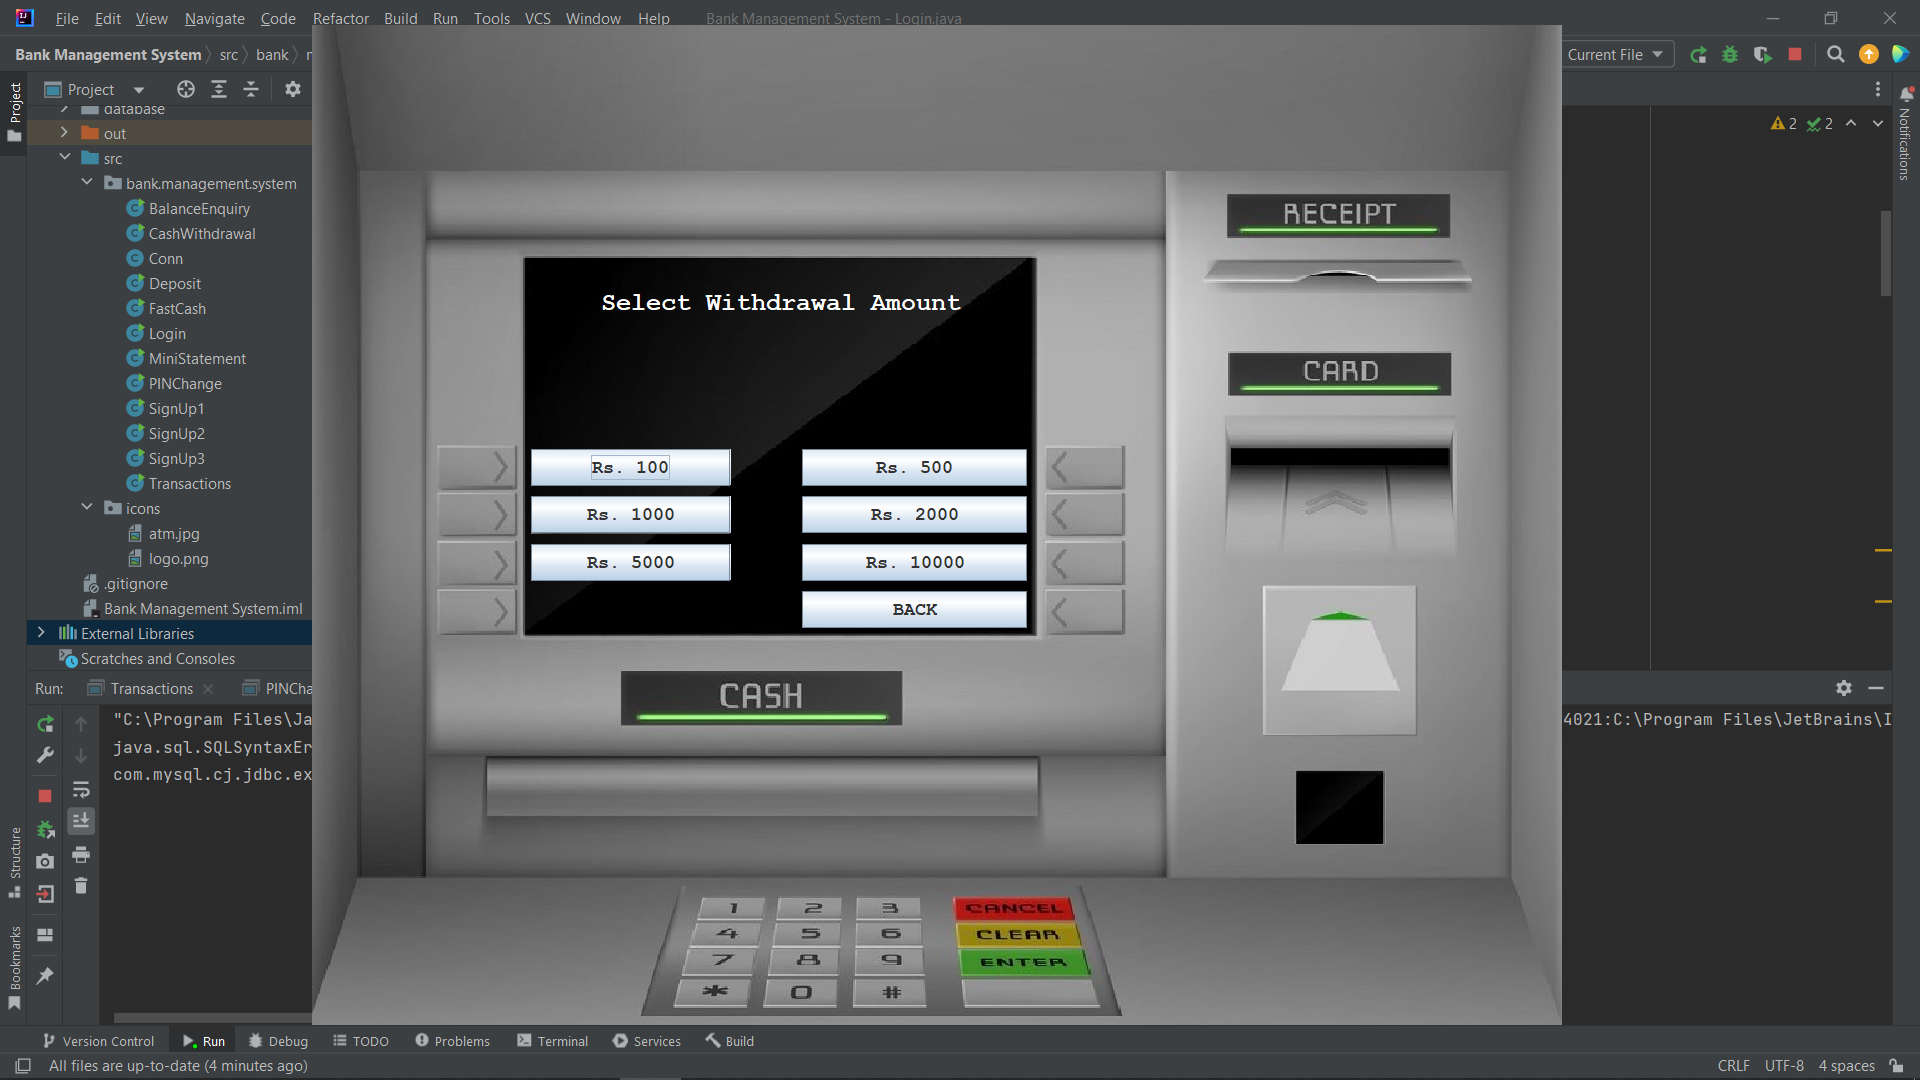 File Edit View Navigate Code Refactor Build Run Tools VCS Window Help Bank Management System - Login.java
Bank Management System src bank
Current File
Project
Project
database
out
src
bank.management.system
BalanceEnquiry
CashWithdrawal
Conn
Deposit
FastCash
Login
MiniStatement
PINChange
SignUp1
SignUp2
SignUp3
Transactions
icons
atm.jpg
logo.png
.gitignore
Bank Management System.iml
External Libraries
Scratches and Consoles
2 2
Notifications
Select Withdrawal Amount
Rs. 100 Rs. 500
Rs. 1000 Rs. 2000
Rs. 5000 Rs. 10000
BACK
RECEIPT
CARD
CASH
1 2 3 CANCEL
4 5 6 CLEAR
7 8 9 ENTER
* 0 #
Run: Transactions PINCha
"C:\Program Files\Ja
4021:C:\Program Files\JetBrains\I
java.sql.SQLSyntaxEr
com.mysql.cj.jdbc.ex
Structure
Bookmarks
Version Control Run Debug TODO Problems Terminal Services Build
All files are up-to-date (4 minutes ago) CRLF UTF-8 4 spaces